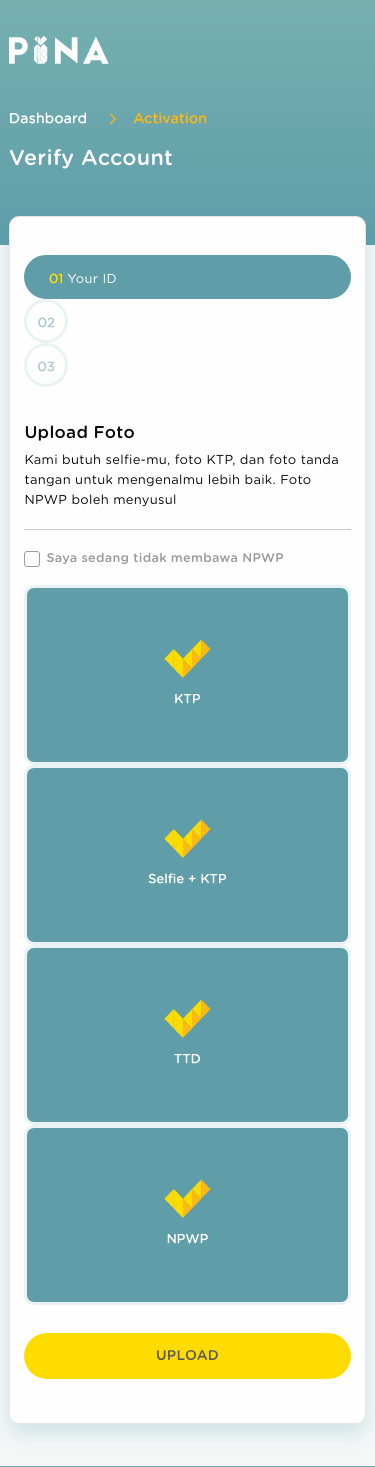 PINA
Dashboard > Activation
Verify Account
01 Your ID
02
03
Upload Foto
Kami butuh selfie-mu, foto KTP, dan foto tanda
tangan untuk mengenalmu lebih baik. Foto
NPWP boleh menyusul
Saya sedang tidak membawa NPWP
KTP
Selfie + KTP
TTD
NPWP
UPLOAD